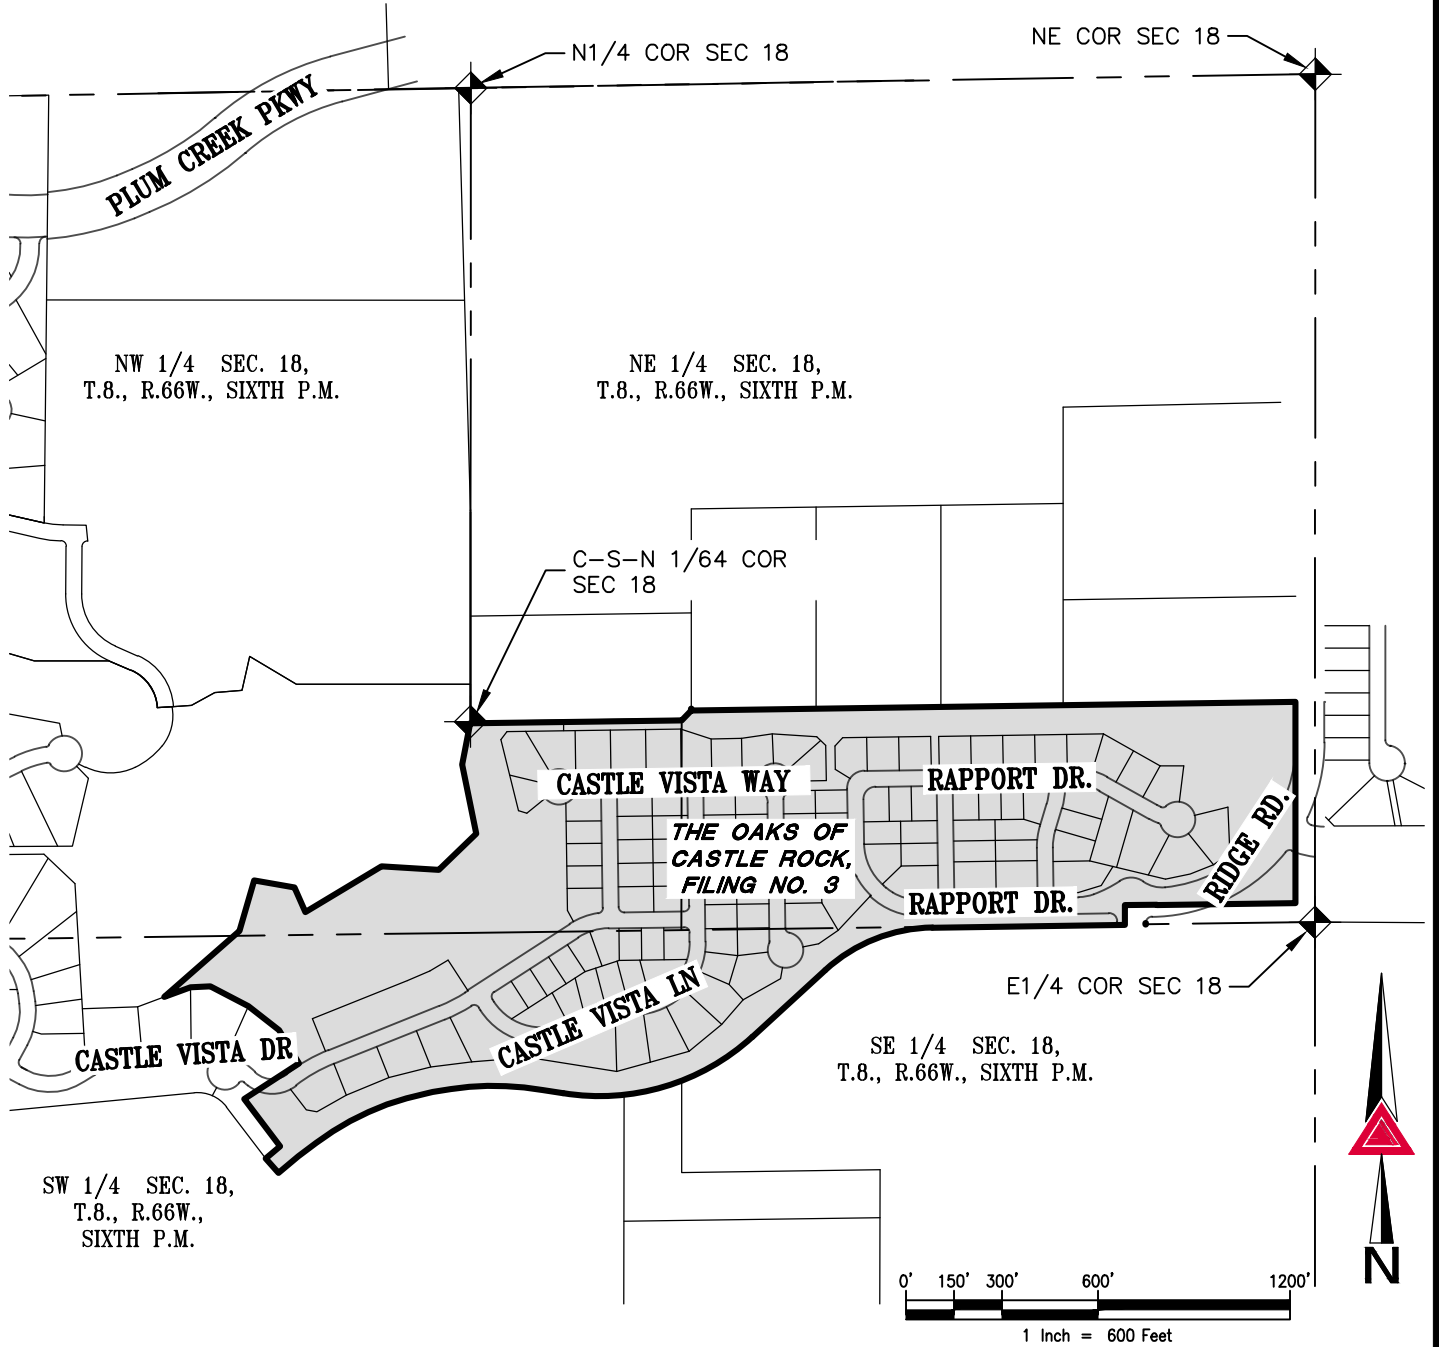 N1/4 COR SEC 18
NE COR SEC 18
PLUM CREEK PKWY
NW 1/4 SEC. 18,
T.8., R.66W., SIXTH P.M.
NE 1/4 SEC. 18,
T.8., R.66W., SIXTH P.M.
C-S-N 1/64 COR
SEC 18
CASTLE VISTA WAY
RAPPORT DR.
THE OAKS OF
CASTLE ROCK,
FILING NO. 3
RIDGE RD.
RAPPORT DR.
E1/4 COR SEC 18
CASTLE VISTA LN
CASTLE VISTA DR
SE 1/4 SEC. 18,
T.8., R.66W., SIXTH P.M.
SW 1/4 SEC. 18,
T.8., R.66W.,
SIXTH P.M.
N
0' 150' 300' 600' 1200'
1 Inch = 600 Feet